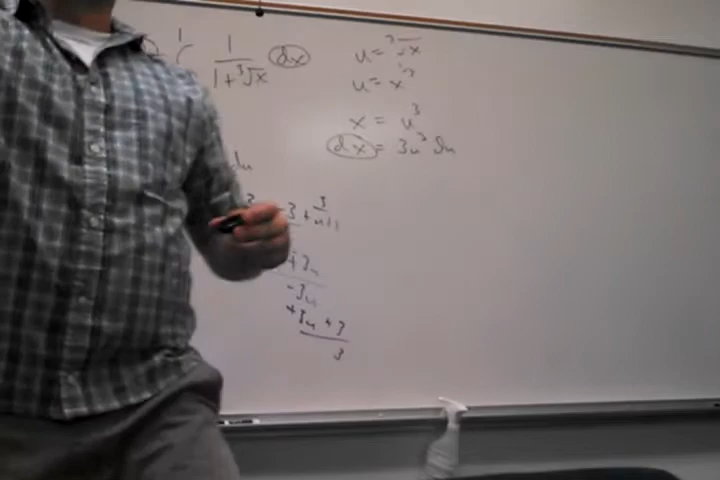 ∫ 1/(1+³√x) dx
u = ³√x
u = x^(1/3)
x = u³
dx = 3u² du
du
-3 + 3/(u+1)
+3u
-3u
+3u + 3
3